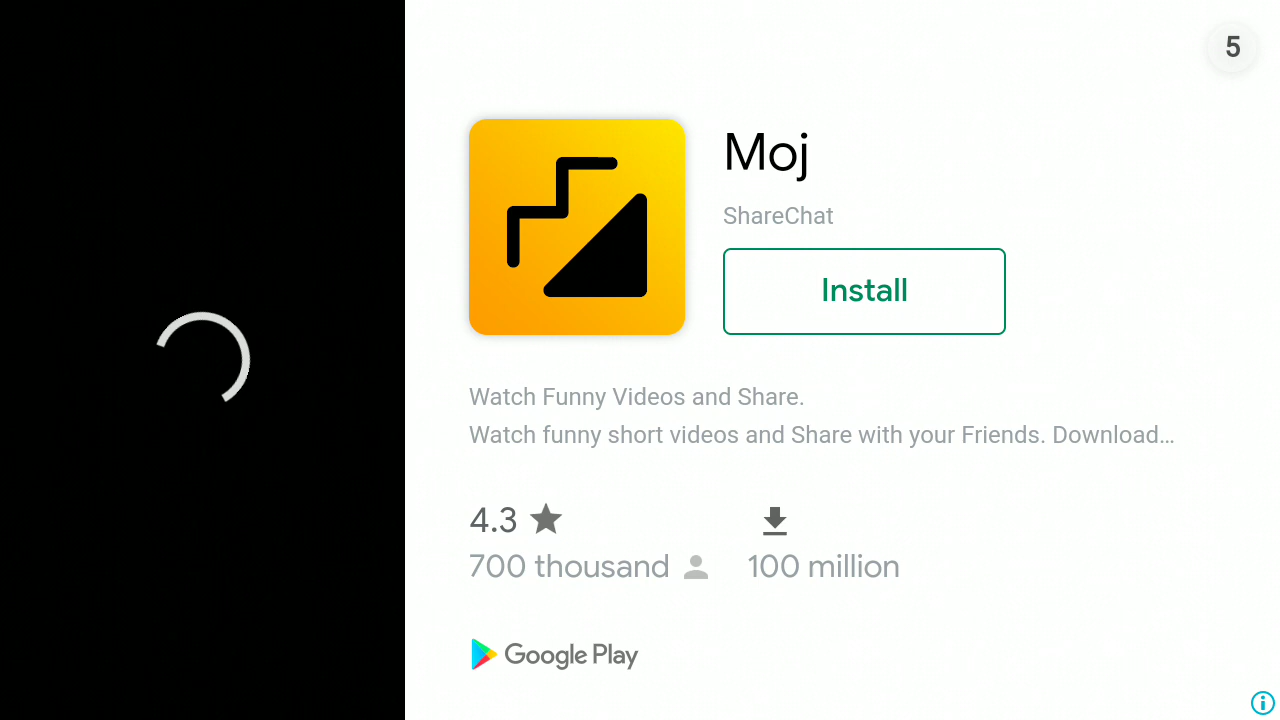 5
Moj
ShareChat
Install
Watch Funny Videos and Share.
Watch funny short videos and Share with your Friends. Download…
4.3
700 thousand
100 million
Google Play